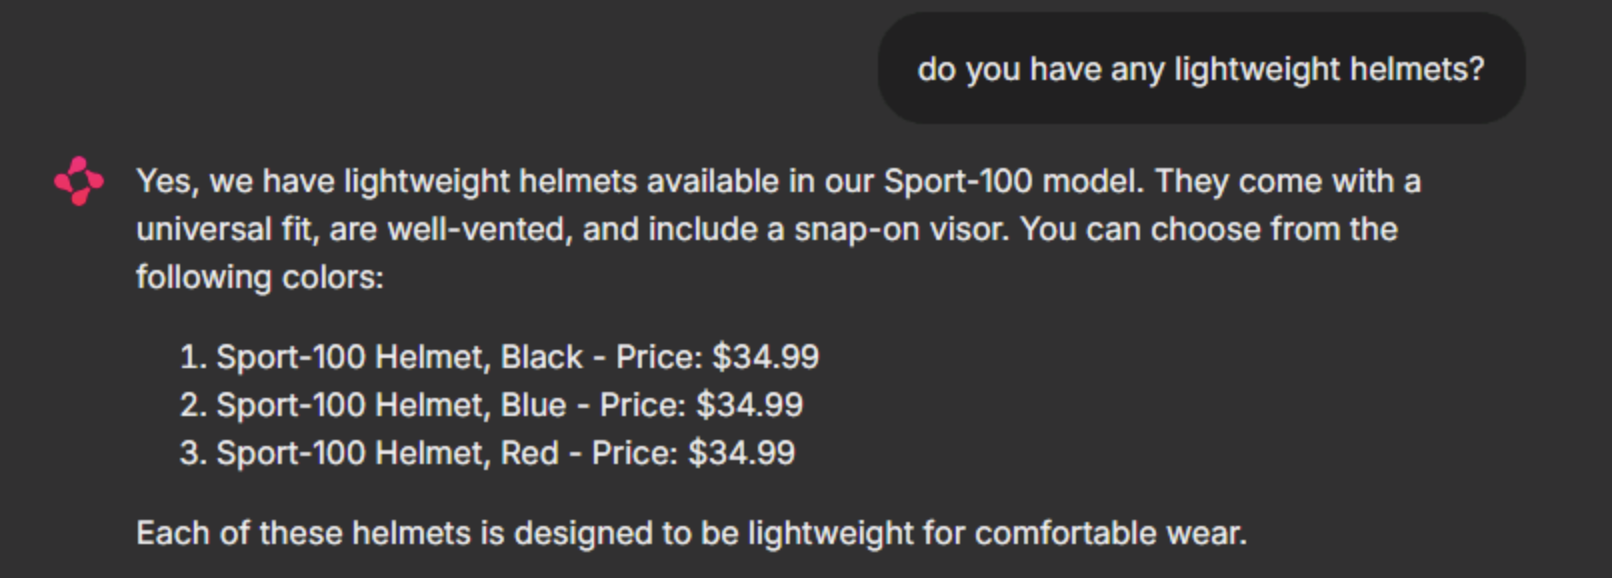 do you have any lightweight helmets?
Yes, we have lightweight helmets available in our Sport-100 model. They come with a
universal fit, are well-vented, and include a snap-on visor. You can choose from the
following colors:
1. Sport-100 Helmet, Black - Price: $34.99
2. Sport-100 Helmet, Blue - Price: $34.99
3. Sport-100 Helmet, Red - Price: $34.99
Each of these helmets is designed to be lightweight for comfortable wear.